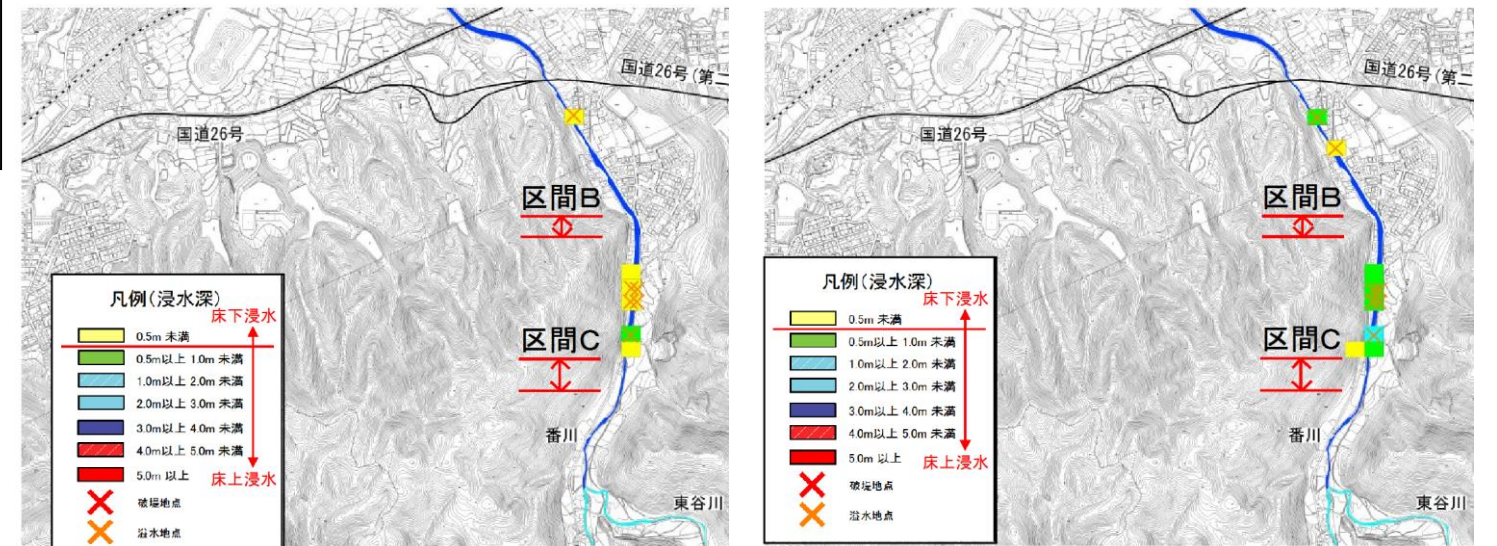 国道26号(第二
国道26号
区間B
凡例(浸水深)
床下浸水
0.5m 未満
0.5m以上 1.0m 未満
1.0m以上 2.0m 未満
2.0m以上 3.0m 未満
3.0m以上 4.0m 未満
4.0m以上 5.0m 未満
5.0m 以上
床上浸水
破堤地点
溢水地点
区間C
番川
東谷川
国道26号(第二
国道26号
区間B
凡例(浸水深)
床下浸水
0.5m 未満
0.5m以上 1.0m 未満
1.0m以上 2.0m 未満
2.0m以上 3.0m 未満
3.0m以上 4.0m 未満
4.0m以上 5.0m 未満
5.0m 以上
床上浸水
破堤地点
溢水地点
区間C
番川
東谷川